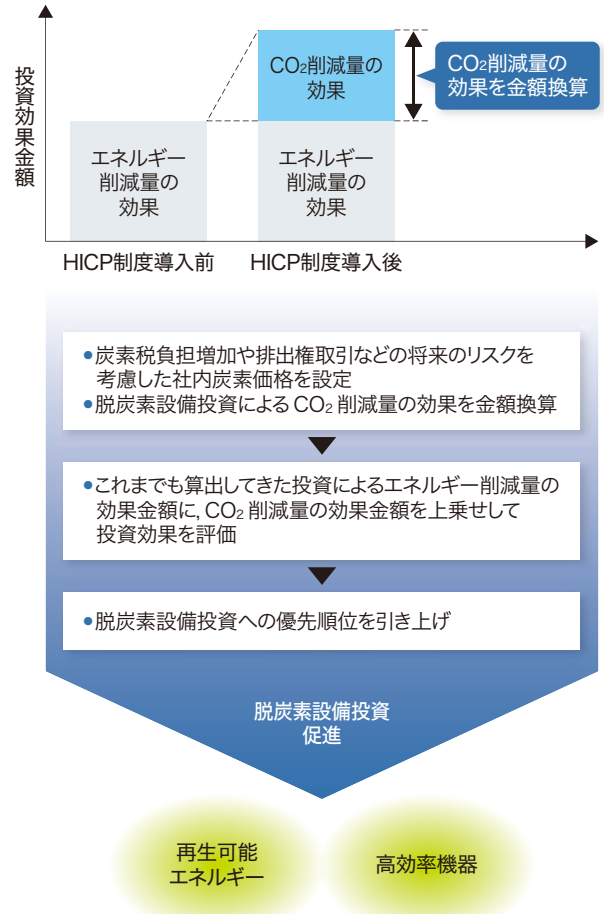 投資効果金額
CO₂削減量の
効果
CO₂削減量の
効果を金額換算
エネルギー
削減量の
効果
エネルギー
削減量の
効果
HICP制度導入前
HICP制度導入後
●炭素税負担増加や排出権取引などの将来のリスクを
考慮した社内炭素価格を設定
●脱炭素設備投資によるCO₂削減量の効果を金額換算
●これまでも算出してきた投資によるエネルギー削減量の
効果金額に, CO₂削減量の効果金額を上乗せして
投資効果を評価
●脱炭素設備投資への優先順位を引き上げ
脱炭素設備投資
促進
再生可能
エネルギー
高効率機器